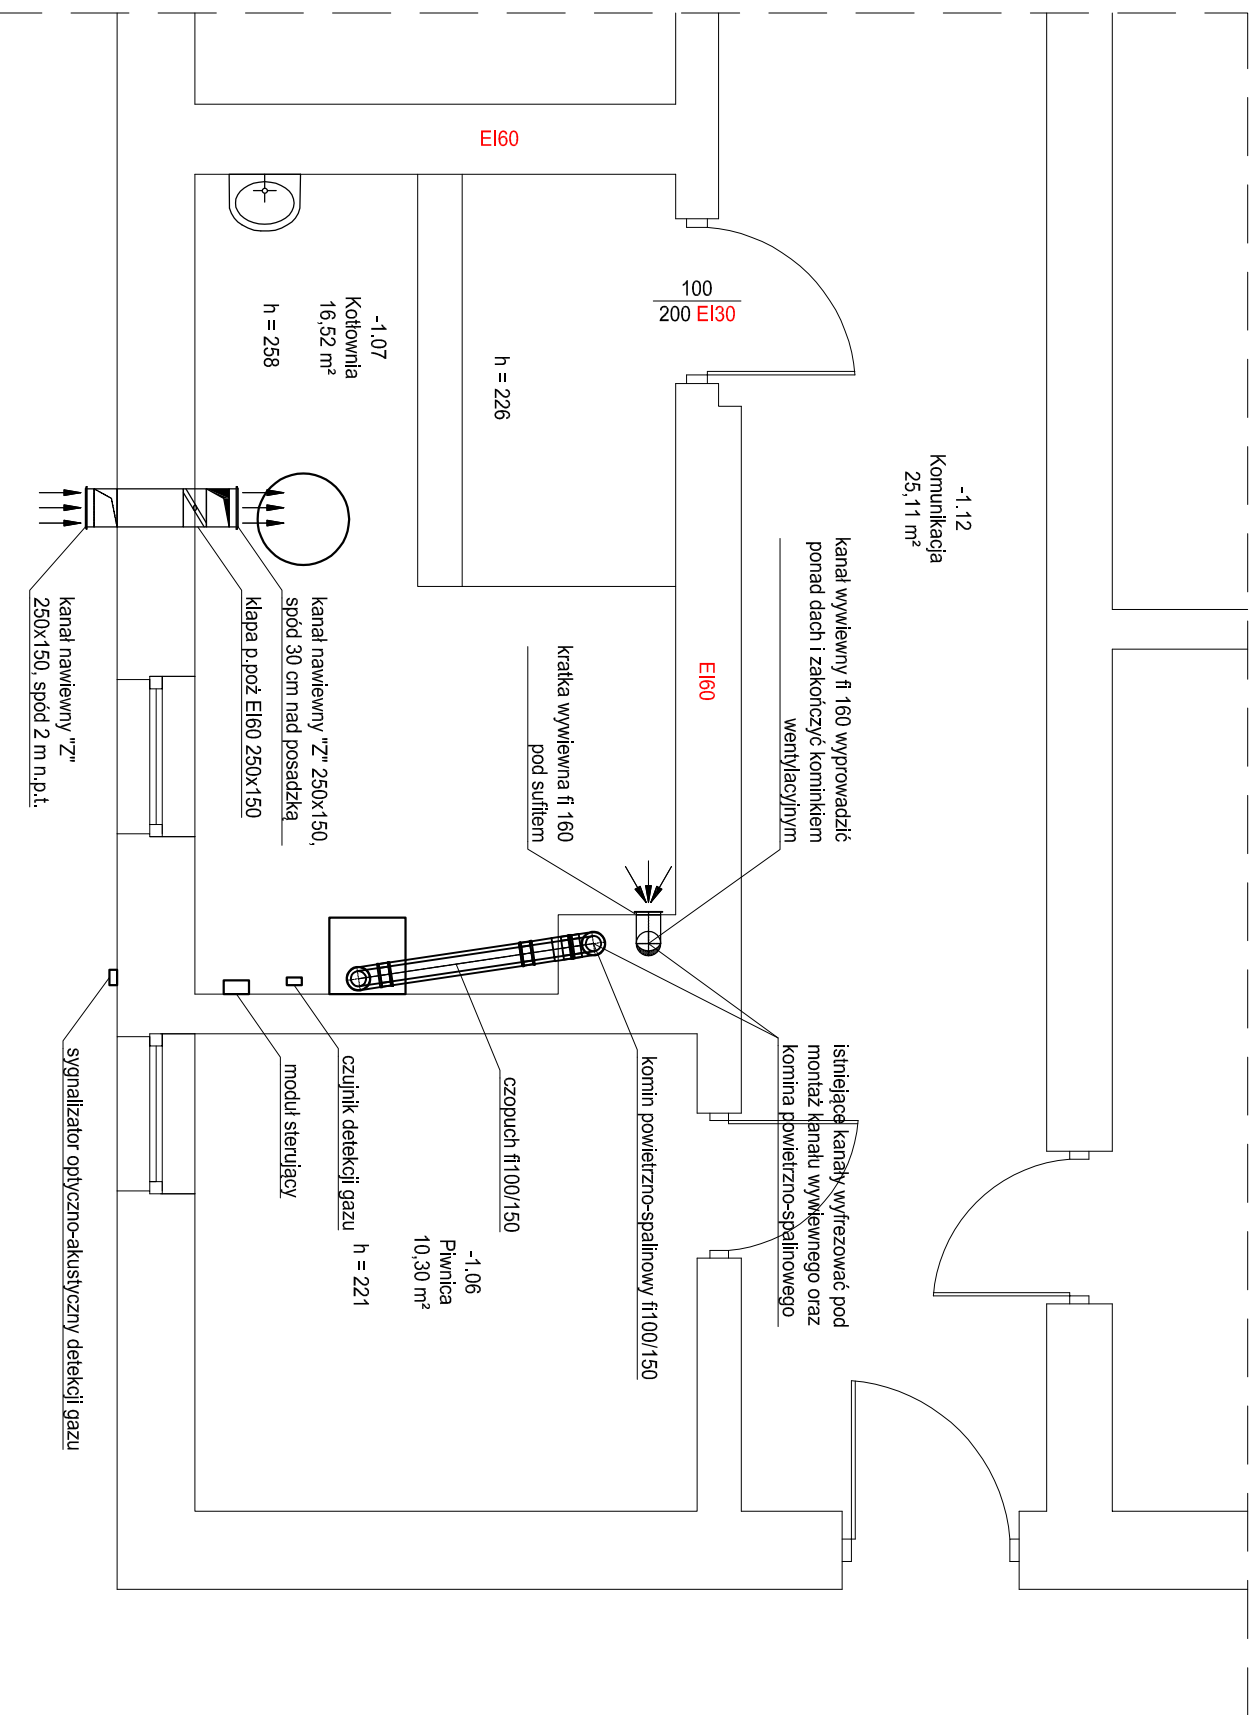 EI60
100
200 EI30
-1.12
Komunikacja
25,11 m²
-1.07
Kotłownia
16,52 m²
h = 258
h = 226
EI60
kanał wywiewny fi 160 wyprowadzić
ponad dach i zakończyć kominkiem
wentylacyjnym
kratka wywiewna fi 160
pod sufitem
kanał nawiewny "Z" 250x150,
spód 30 cm nad posadzką
klapa p.poż EI60 250x150
kanał nawiewny "Z"
250x150, spód 2 m n.p.t.
istniejące kanały wyfrezować pod
montaż kanału wywiewnego oraz
komina powietrzno-spalinowego
komin powietrzno-spalinowy fi100/150
czopuch fi100/150
-1.06
Piwnica
10,30 m²
h = 221
czujnik detekcji gazu
moduł sterujący
sygnalizator optyczno-akustyczny detekcji gazu